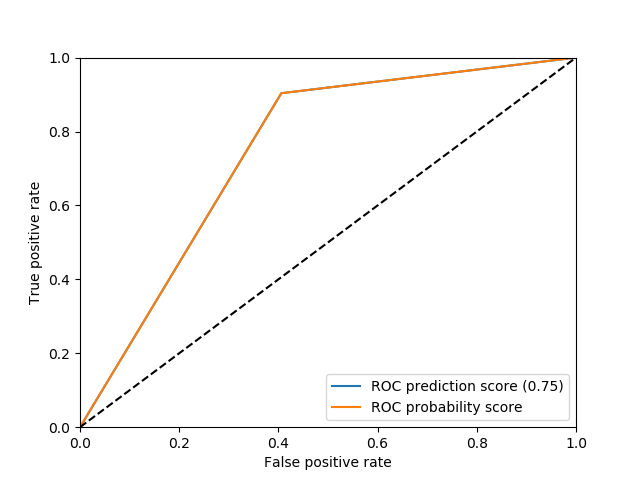 1.0
0.8
0.6
0.4
0.2
0.0
True positive rate
0.0 0.2 0.4 0.6 0.8 1.0
False positive rate
ROC prediction score (0.75)
ROC probability score